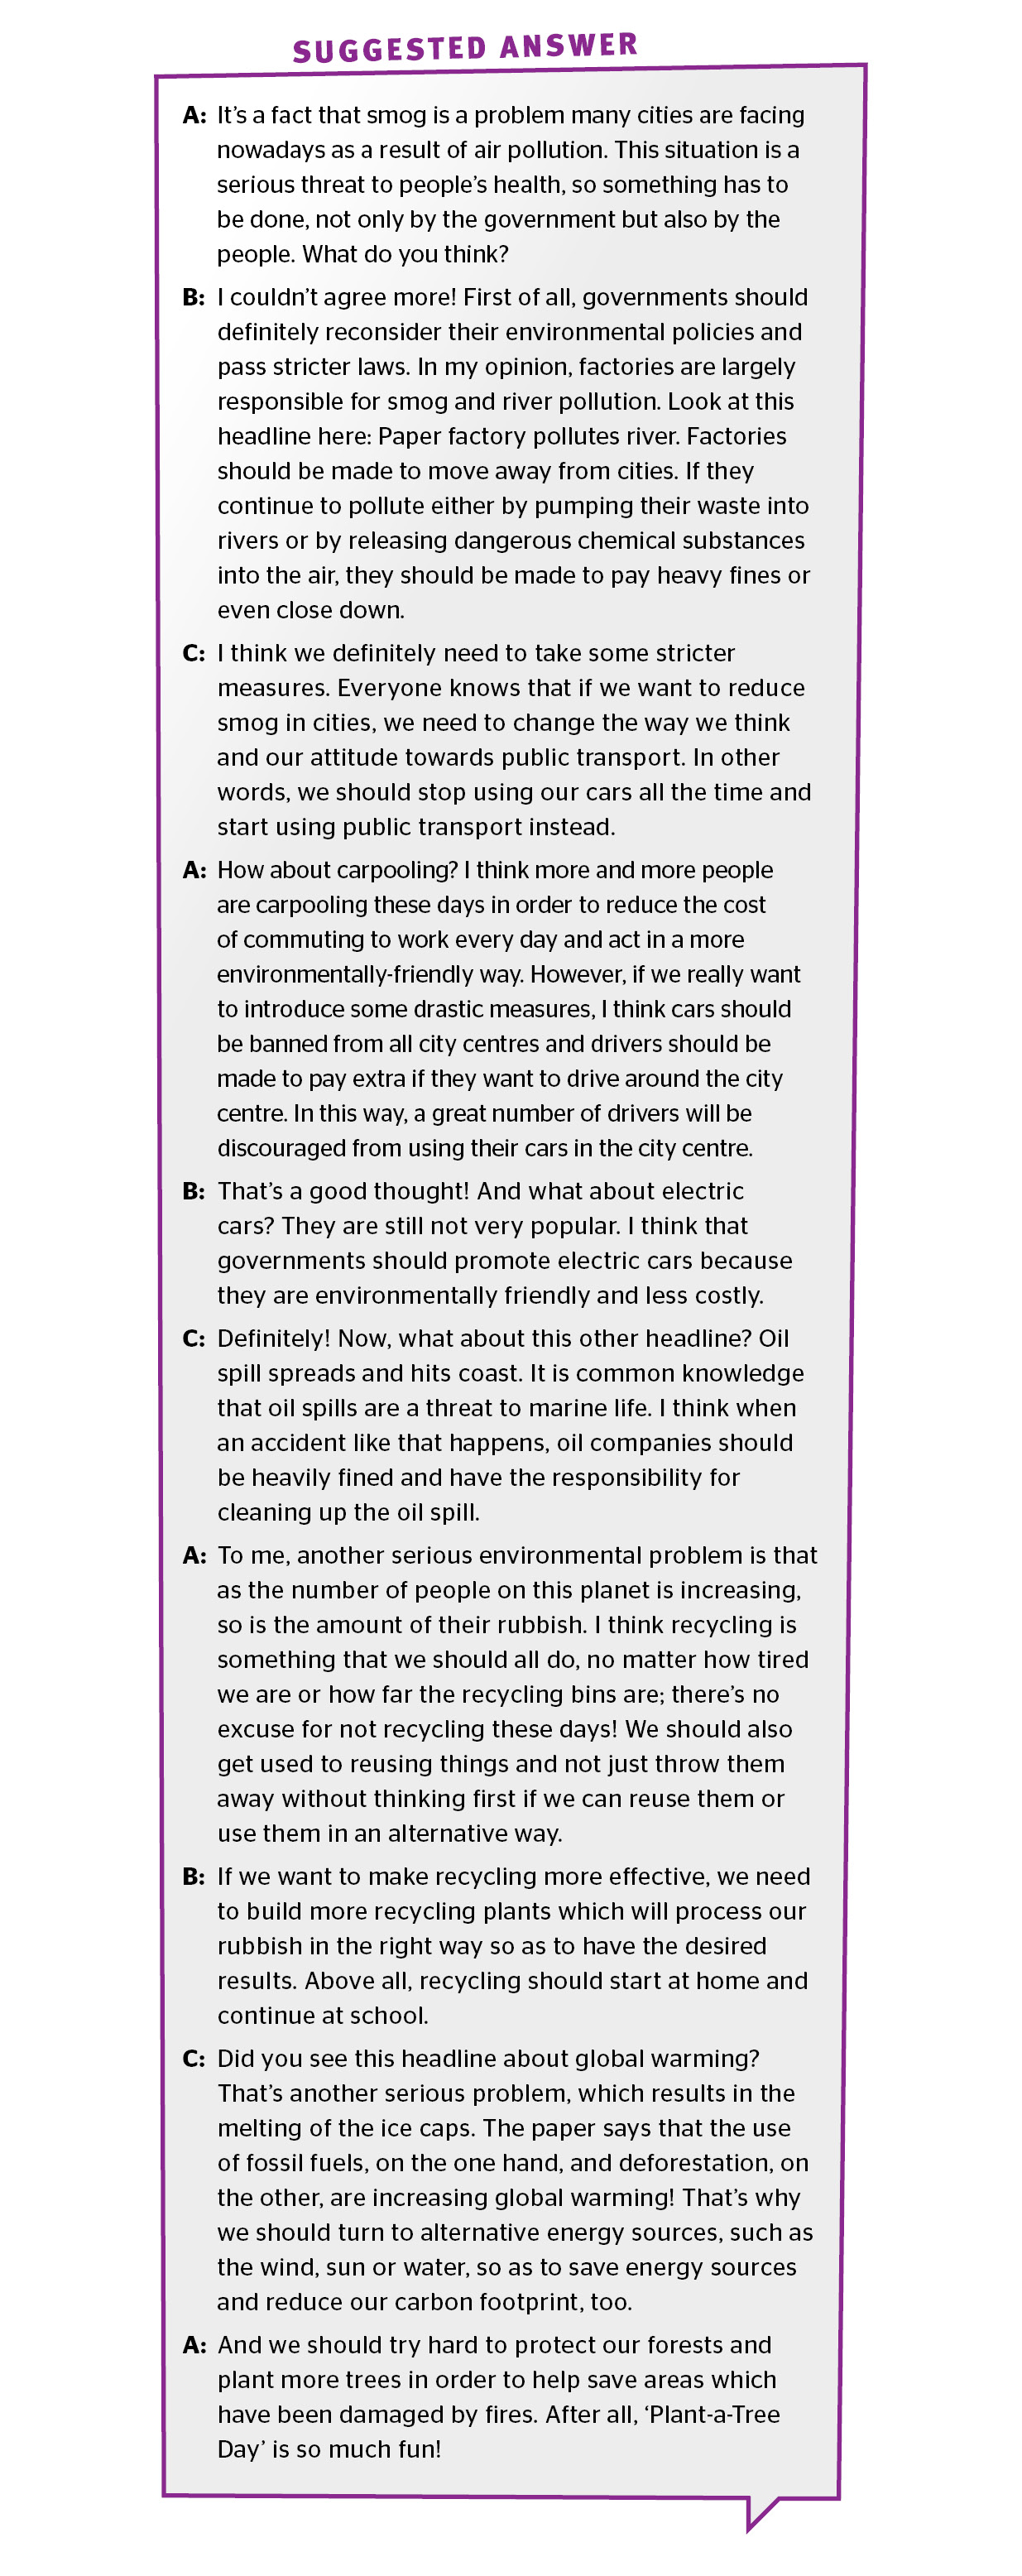 SUGGESTED ANSWER
A: It's a fact that smog is a problem many cities are facing
nowadays as a result of air pollution. This situation is a
serious threat to people's health, so something has to
be done, not only by the government but also by the
people. What do you think?
B: I couldn't agree more! First of all, governments should
definitely reconsider their environmental policies and
pass stricter laws. In my opinion, factories are largely
responsible for smog and river pollution. Look at this
headline here: Paper factory pollutes river. Factories
should be made to move away from cities. If they
continue to pollute either by pumping their waste into
rivers or by releasing dangerous chemical substances
into the air, they should be made to pay heavy fines or
even close down.
C: I think we definitely need to take some stricter
measures. Everyone knows that if we want to reduce
smog in cities, we need to change the way we think
and our attitude towards public transport. In other
words, we should stop using our cars all the time and
start using public transport instead.
A: How about carpooling? I think more and more people
are carpooling these days in order to reduce the cost
of commuting to work every day and act in a more
environmentally-friendly way. However, if we really want
to introduce some drastic measures, I think cars should
be banned from all city centres and drivers should be
made to pay extra if they want to drive around the city
centre. In this way, a great number of drivers will be
discouraged from using their cars in the city centre.
B: That's a good thought! And what about electric
cars? They are still not very popular. I think that
governments should promote electric cars because
they are environmentally friendly and less costly.
C: Definitely! Now, what about this other headline? Oil
spill spreads and hits coast. It is common knowledge
that oil spills are a threat to marine life. I think when
an accident like that happens, oil companies should
be heavily fined and have the responsibility for
cleaning up the oil spill.
A: To me, another serious environmental problem is that
as the number of people on this planet is increasing,
so is the amount of their rubbish. I think recycling is
something that we should all do, no matter how tired
we are or how far the recycling bins are; there's no
excuse for not recycling these days! We should also
get used to reusing things and not just throw them
away without thinking first if we can reuse them or
use them in an alternative way.
B: If we want to make recycling more effective, we need
to build more recycling plants which will process our
rubbish in the right way so as to have the desired
results. Above all, recycling should start at home and
continue at school.
C: Did you see this headline about global warming?
That's another serious problem, which results in the
melting of the ice caps. The paper says that the use
of fossil fuels, on the one hand, and deforestation, on
the other, are increasing global warming! That's why
we should turn to alternative energy sources, such as
the wind, sun or water, so as to save energy sources
and reduce our carbon footprint, too.
A: And we should try hard to protect our forests and
plant more trees in order to help save areas which
have been damaged by fires. After all, 'Plant-a-Tree
Day' is so much fun!